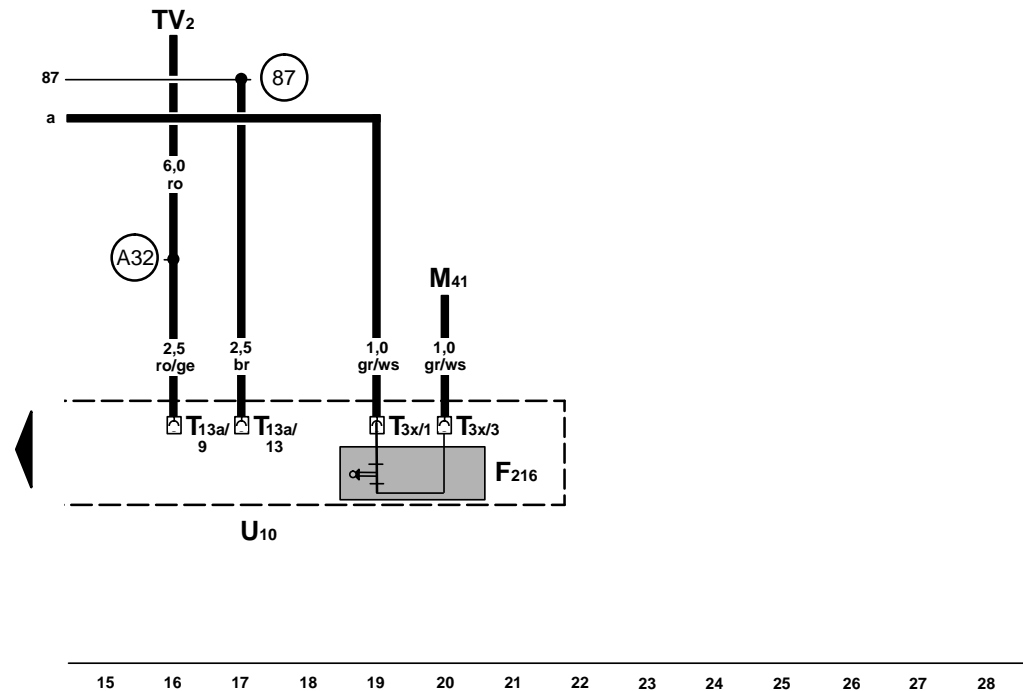 TV2
87
87
a
6,0
ro
A32
M41
2,5
ro/ge
2,5
br
1,0
gr/ws
1,0
gr/ws
T13a/
9
T13a/
13
T3x/1
T3x/3
F216
U10
15 16 17 18 19 20 21 22 23 24 25 26 27 28